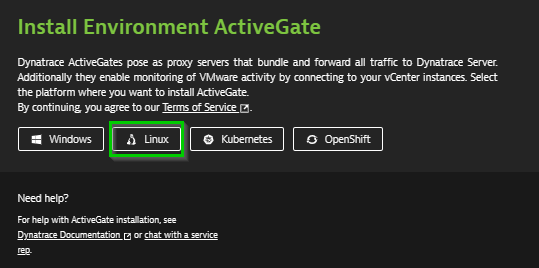 Install Environment ActiveGate
Dynatrace ActiveGates pose as proxy servers that bundle and forward all traffic to Dynatrace Server.
Additionally they enable monitoring of VMware activity by connecting to your vCenter instances. Select
the platform where you want to install ActiveGate.
By continuing, you agree to our Terms of Service.
Windows Linux Kubernetes OpenShift
Need help?
For help with ActiveGate installation, see
Dynatrace Documentation or chat with a service
rep.